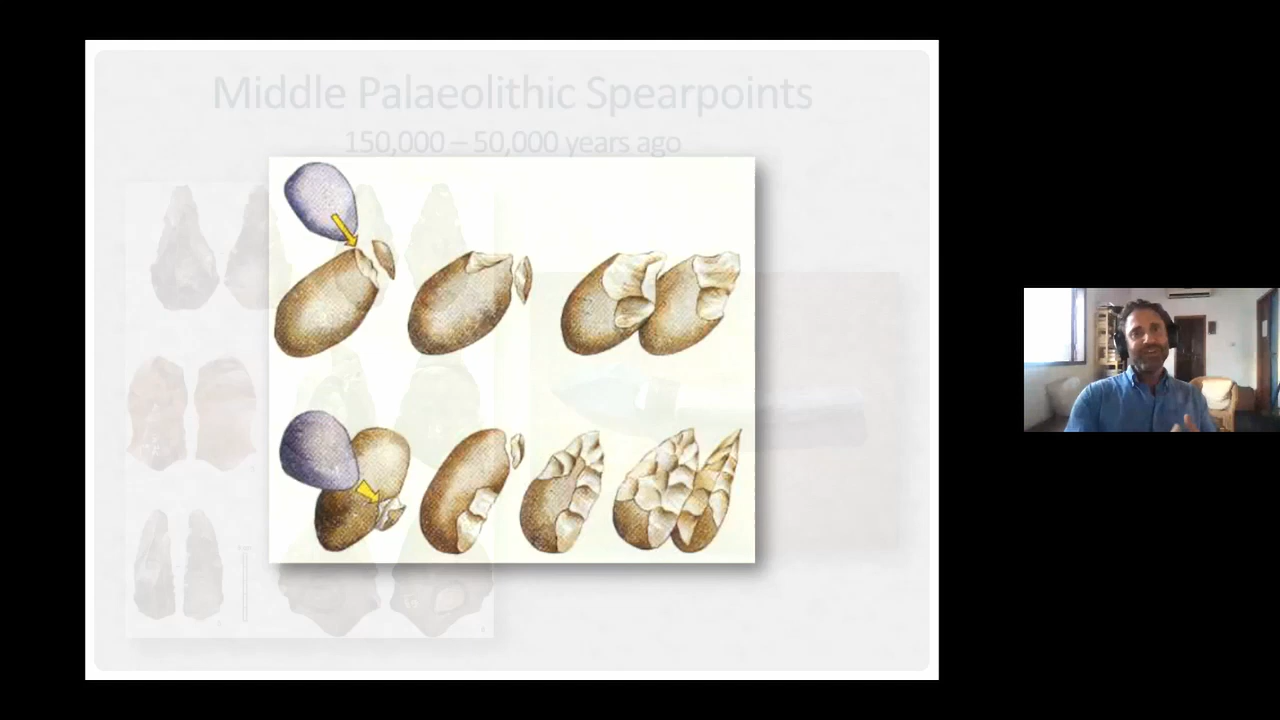 Middle Palaeolithic Spearpoints
150,000 – 50,000 years ago